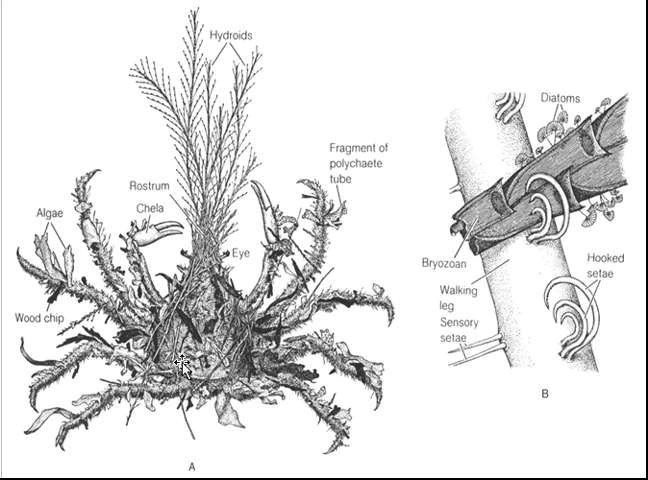 Hydroids
Fragment of
polychaete
tube
Rostrum
Chela
Algae
Eye
Wood chip
A
Diatoms
Bryozoan
Hooked
setae
Walking
leg
Sensory
setae
B